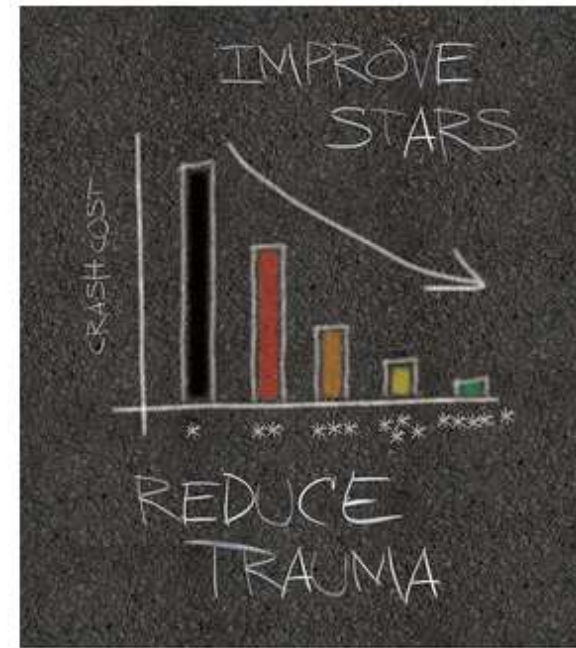 IMPROVE
STARS
CRASH COST
* ** *** **** *****
REDUCE
TRAUMA